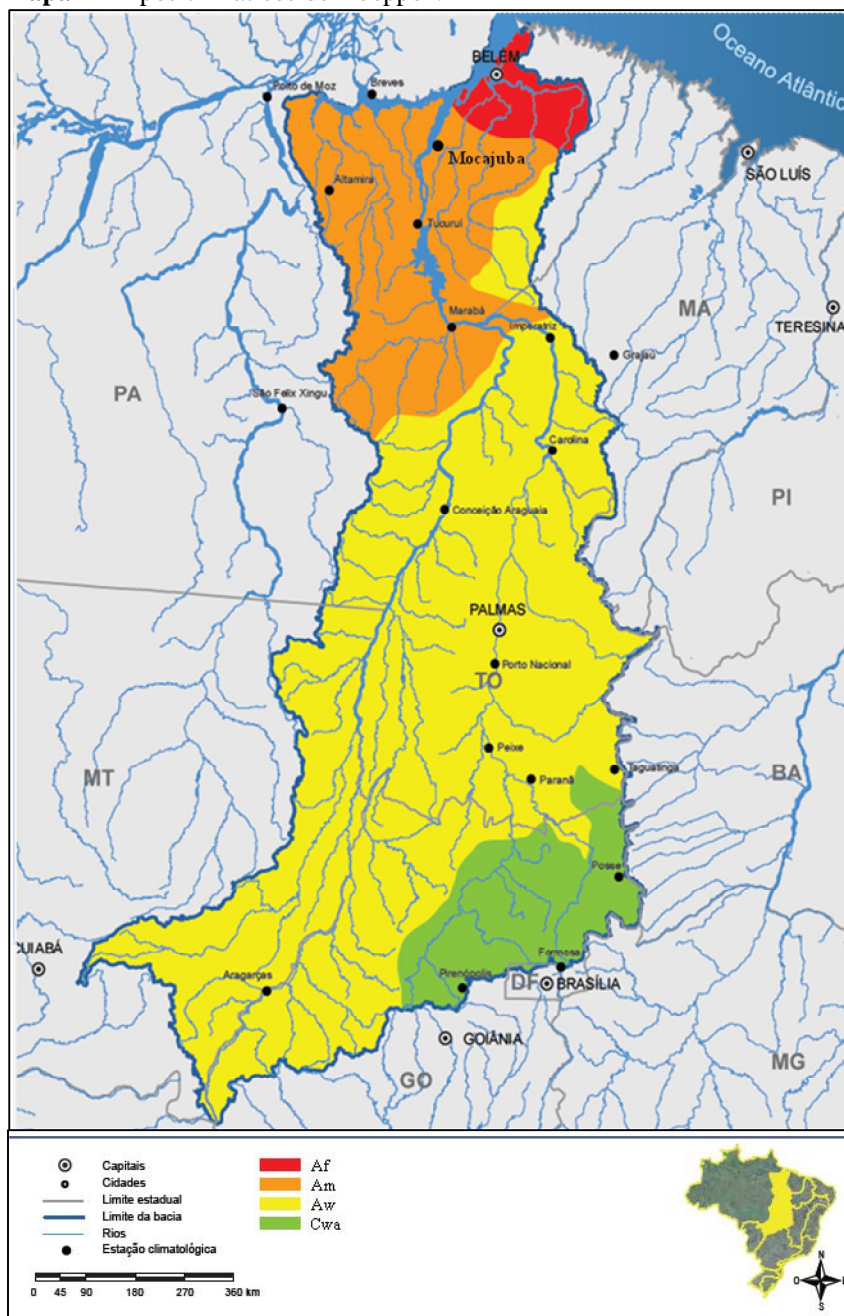 Oceano Atlântico
BELÉM
Porto de Moz
Breves
Mocajuba
SÃO LUÍS
Altamira
Tucuruí
MA
Marabá
Imperatriz
TERESINA
Grajaú
PA
São Felix Xingu
Carolina
PI
Conceição Araguaia
PALMAS
Porto Nacional
TO
Peixe
Taguatinga
MT
Paranã
BA
Posse
CUIABÁ
Formosa
Aragarças
Pirenópolis
DF
BRASÍLIA
GOIÂNIA
MG
GO
Capitais
Cidades
Limite estadual
Limite da bacia
Rios
Estação climatológica
0 45 90 180 270 360 km
Af
Am
Aw
Cwa
N
O
S